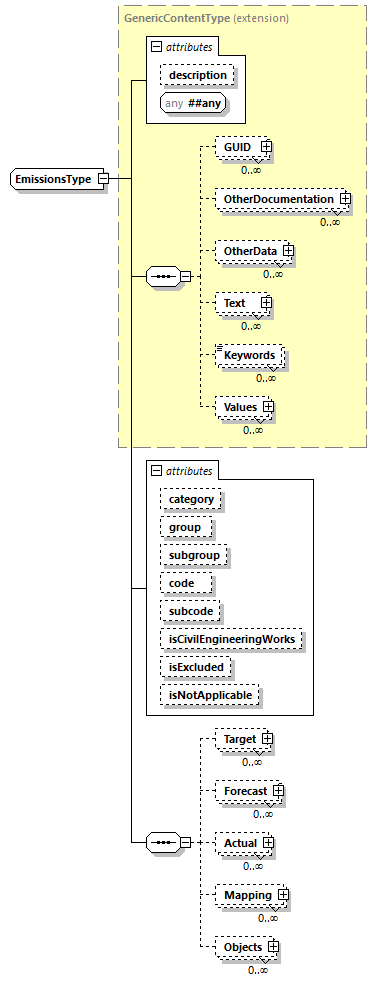 GenericContentType (extension)
attributes
description
any ##any
EmissionsType
GUID
0..∞
OtherDocumentation
0..∞
OtherData
0..∞
Text
0..∞
Keywords
0..∞
Values
0..∞
attributes
category
group
subgroup
code
subcode
isCivilEngineeringWorks
isExcluded
isNotApplicable
Target
0..∞
Forecast
0..∞
Actual
0..∞
Mapping
0..∞
Objects
0..∞